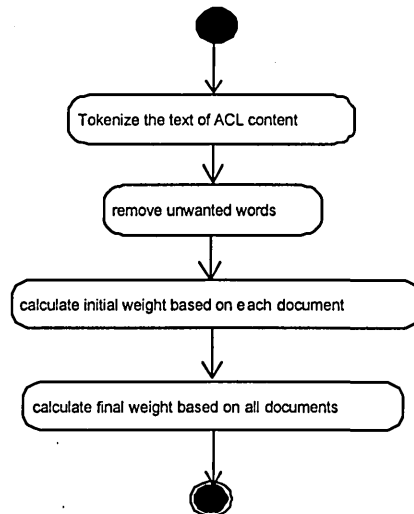 Tokenize the text of ACL content
remove unwanted words
calculate initial weight based on each document
calculate final weight based on all documents